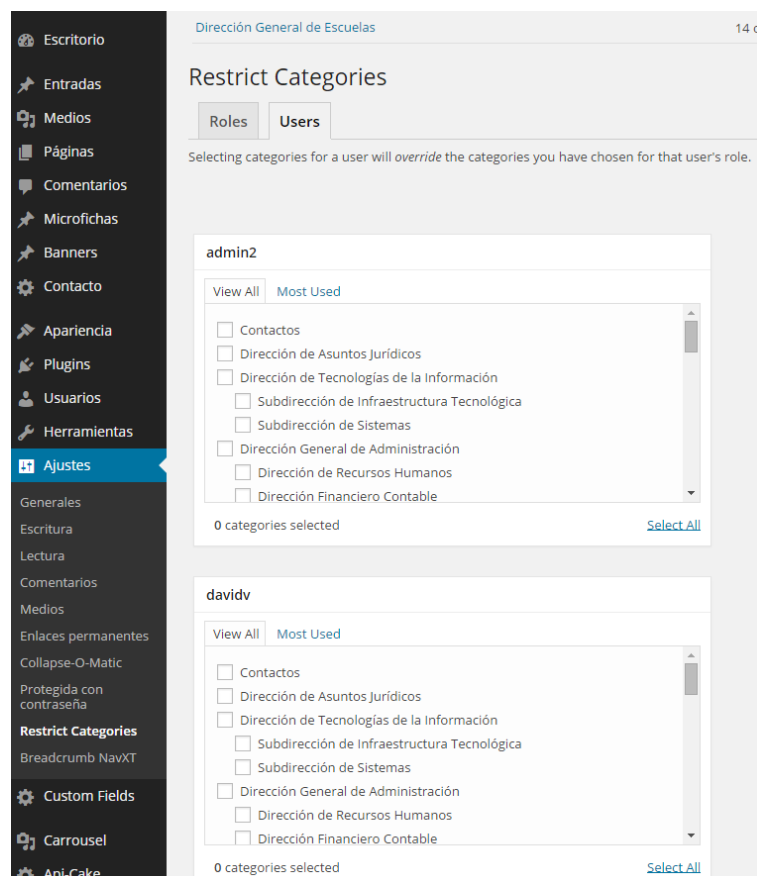 Escritorio
Entradas
Medios
Páginas
Comentarios
Microfichas
Banners
Contacto
Apariencia
Plugins
Usuarios
Herramientas
Ajustes
Generales
Escritura
Lectura
Comentarios
Medios
Enlaces permanentes
Collapse-O-Matic
Protegida con
contraseña
Restrict Categories
Breadcrumb NavXT
Custom Fields
Carrousel
Api-Cake
Dirección General de Escuelas
14
Restrict Categories
Roles Users
Selecting categories for a user will override the categories you have chosen for that user's role.
admin2
View All Most Used
Contactos
Dirección de Asuntos Jurídicos
Dirección de Tecnologías de la Información
Subdirección de Infraestructura Tecnológica
Subdirección de Sistemas
Dirección General de Administración
Dirección de Recursos Humanos
Dirección Financiero Contable
0 categories selected Select All
davidv
View All Most Used
Contactos
Dirección de Asuntos Jurídicos
Dirección de Tecnologías de la Información
Subdirección de Infraestructura Tecnológica
Subdirección de Sistemas
Dirección General de Administración
Dirección de Recursos Humanos
Dirección Financiero Contable
0 categories selected Select All